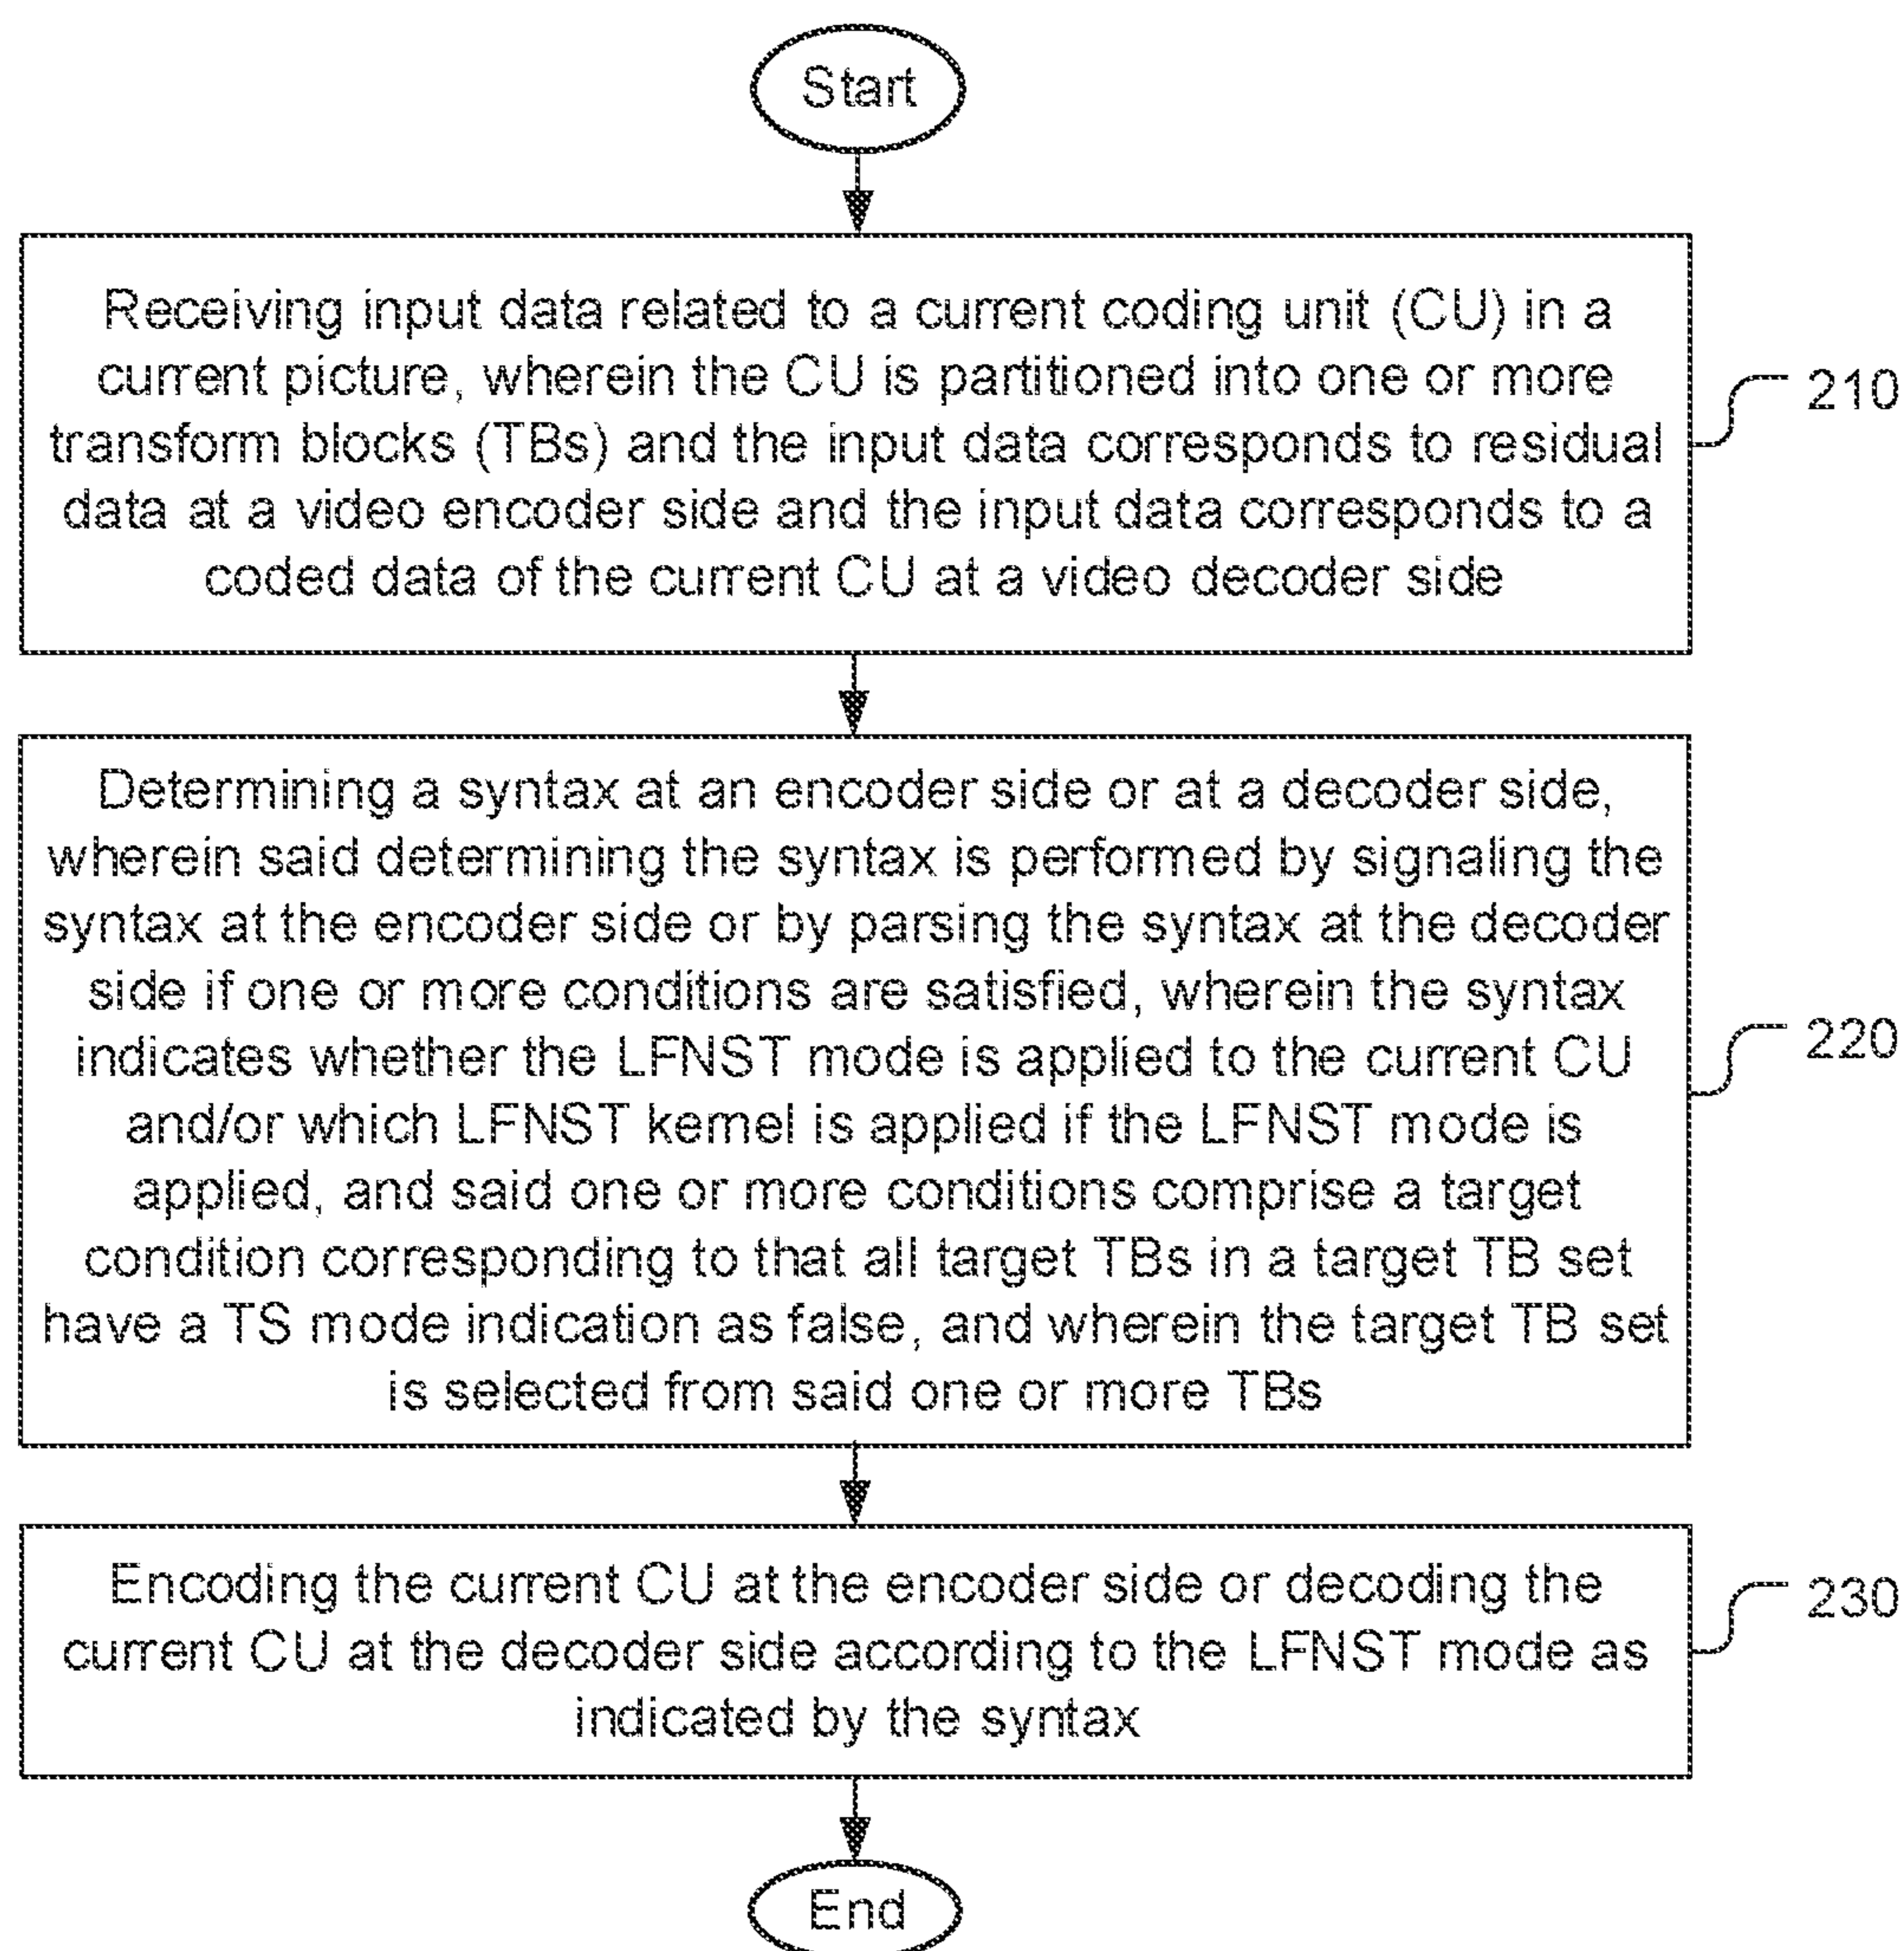 Start
Receiving input data related to a current coding unit (CU) in a
current picture, wherein the CU is partitioned into one or more
transform blocks (TBs) and the input data corresponds to residual
data at a video encoder side and the input data corresponds to a
coded data of the current CU at a video decoder side
210
Determining a syntax at an encoder side or at a decoder side,
wherein said determining the syntax is performed by signaling the
syntax at the encoder side or by parsing the syntax at the decoder
side if one or more conditions are satisfied, wherein the syntax
indicates whether the LFNST mode is applied to the current CU
and/or which LFNST kernel is applied if the LFNST mode is
applied, and said one or more conditions comprise a target
condition corresponding to that all target TBs in a target TB set
have a TS mode indication as false, and wherein the target TB set
is selected from said one or more TBs
220
Encoding the current CU at the encoder side or decoding the
current CU at the decoder side according to the LFNST mode as
indicated by the syntax
230
End